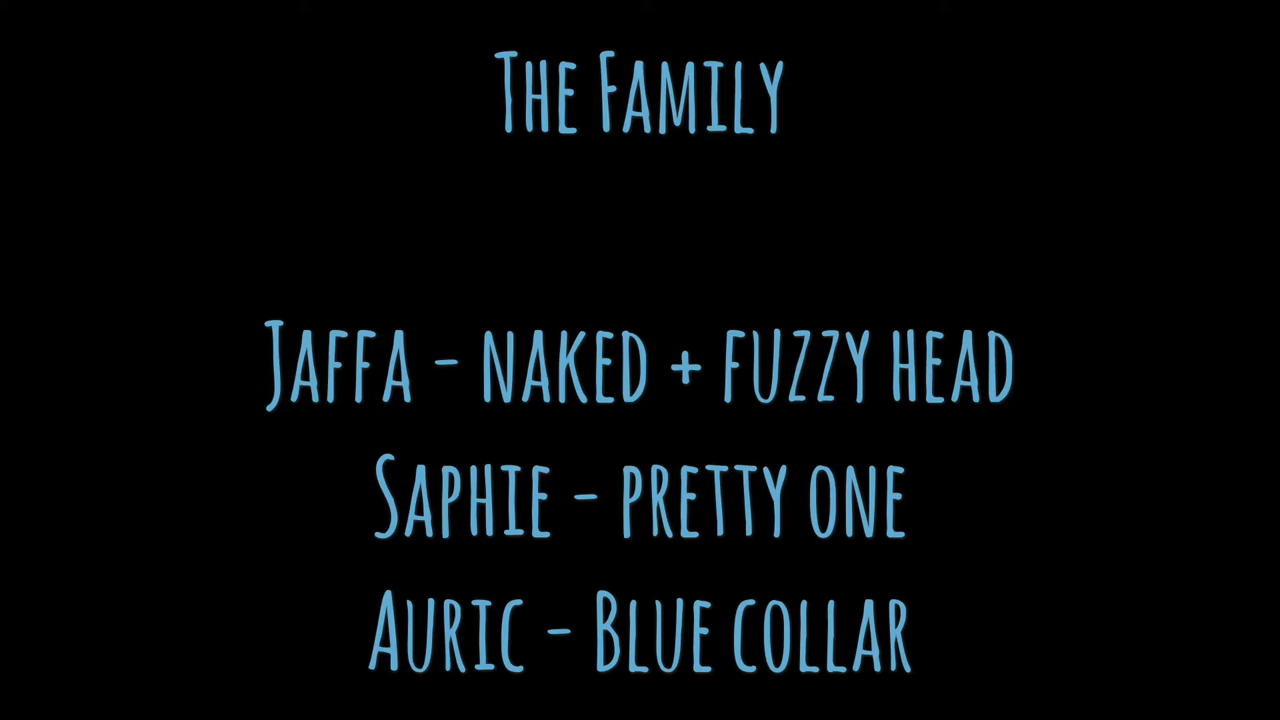 The Family
Jaffa - naked + fuzzy head
Saphie - pretty one
Auric - Blue collar